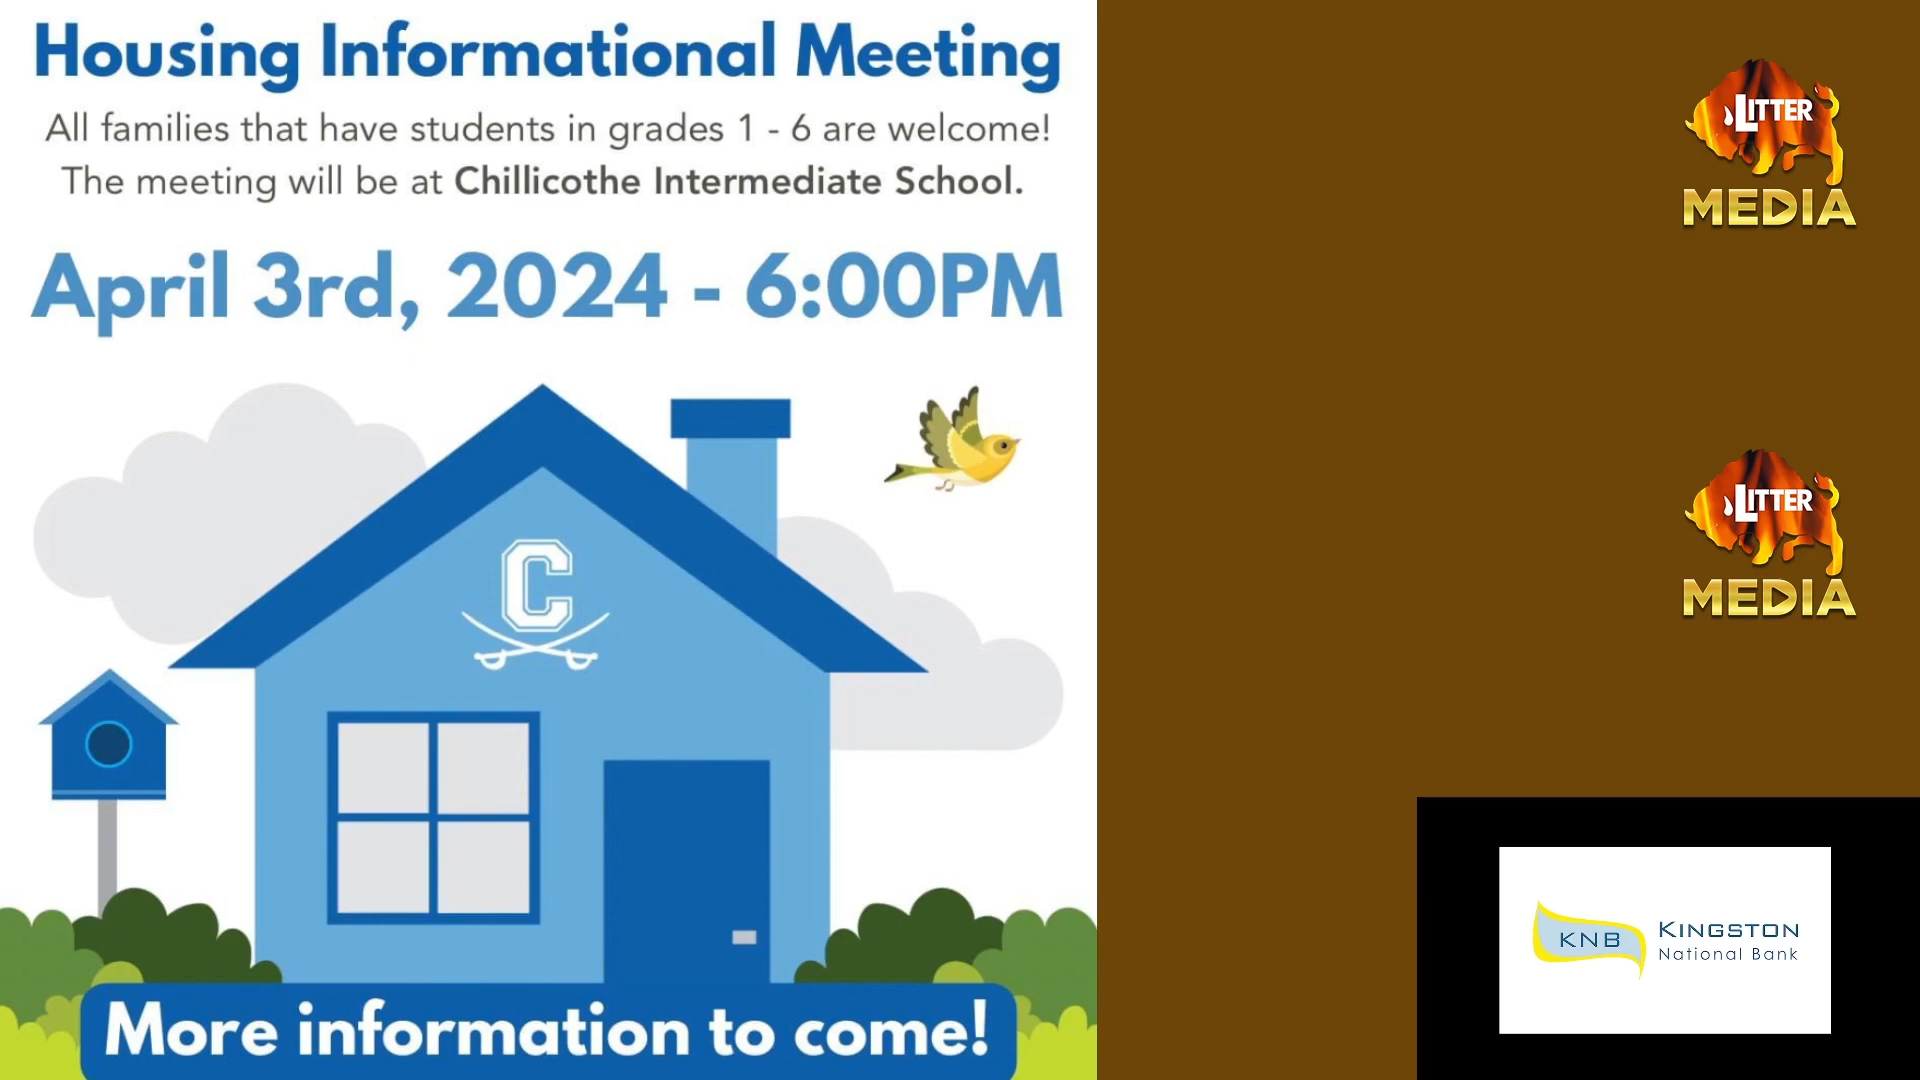 Housing Informational Meeting
All families that have students in grades 1 - 6 are welcome!
The meeting will be at Chillicothe Intermediate School.
April 3rd, 2024 - 6:00PM
C
More information to come!
LITTER
MEDIA
LITTER
MEDIA
KNB
KINGSTON
National Bank